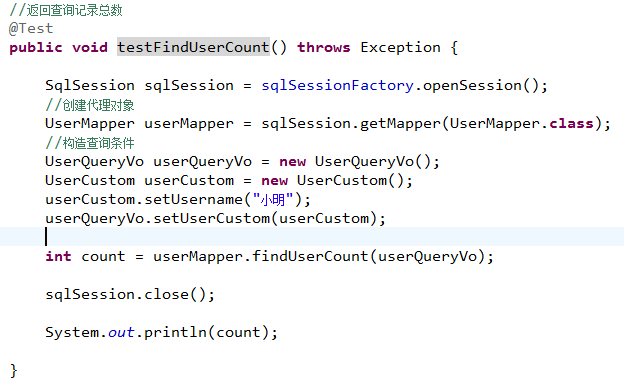 //返回查询记录总数
@Test
public void testFindUserCount() throws Exception {
SqlSession sqlSession = sqlSessionFactory.openSession();
//创建代理对象
UserMapper userMapper = sqlSession.getMapper(UserMapper.class);
//构造查询条件
UserQueryVo userQueryVo = new UserQueryVo();
UserCustom userCustom = new UserCustom();
userCustom.setUsername("小明");
userQueryVo.setUserCustom(userCustom);
int count = userMapper.findUserCount(userQueryVo);
sqlSession.close();
System.out.println(count);
}